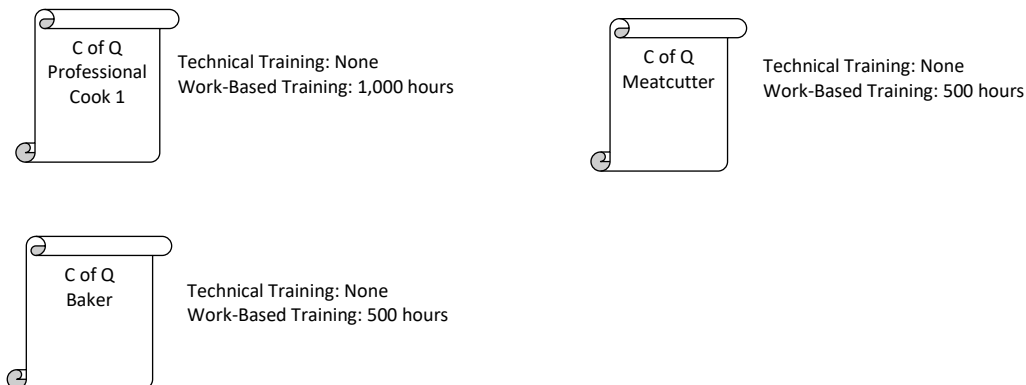 C of Q
Professional
Cook 1
Technical Training: None
Work-Based Training: 1,000 hours
C of Q
Meatcutter
Technical Training: None
Work-Based Training: 500 hours
C of Q
Baker
Technical Training: None
Work-Based Training: 500 hours